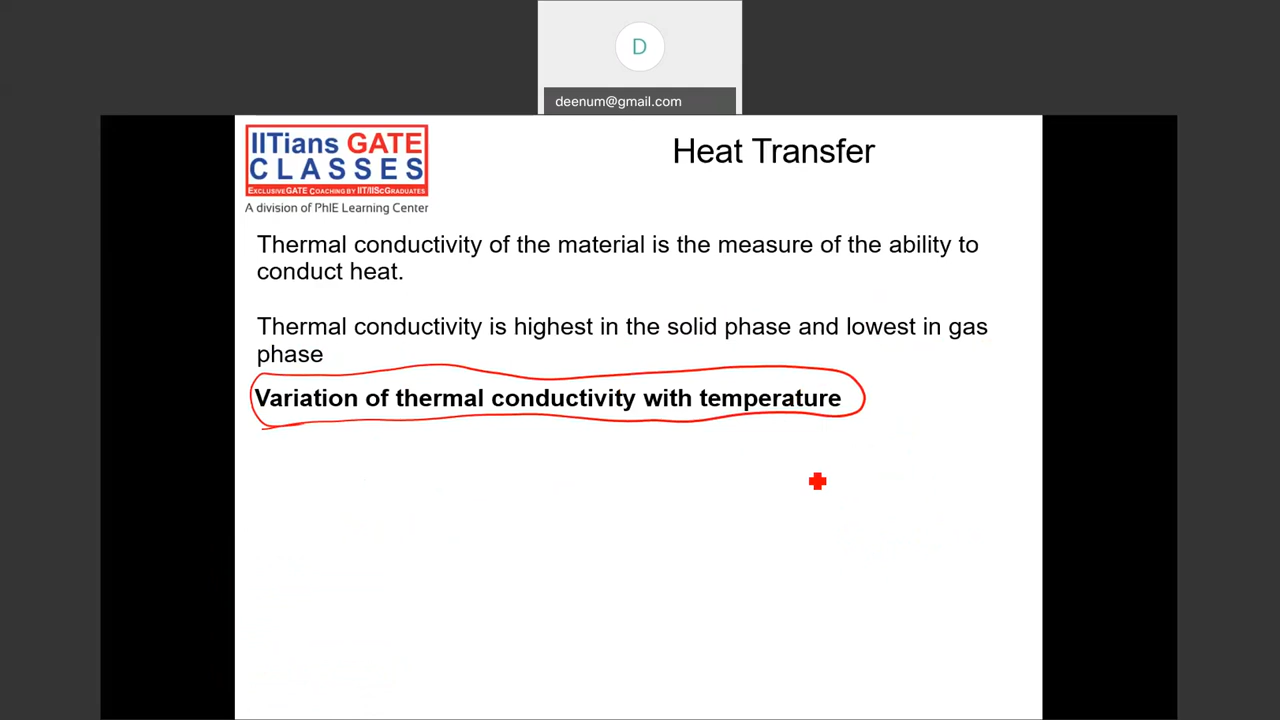 D
deenum@gmail.com
IITians GATE
CLASSES
EXCLUSIVE GATE COACHING BY IIT/IISc GRADUATES
A division of PhIE Learning Center
Heat Transfer
Thermal conductivity of the material is the measure of the ability to
conduct heat.
Thermal conductivity is highest in the solid phase and lowest in gas
phase
Variation of thermal conductivity with temperature